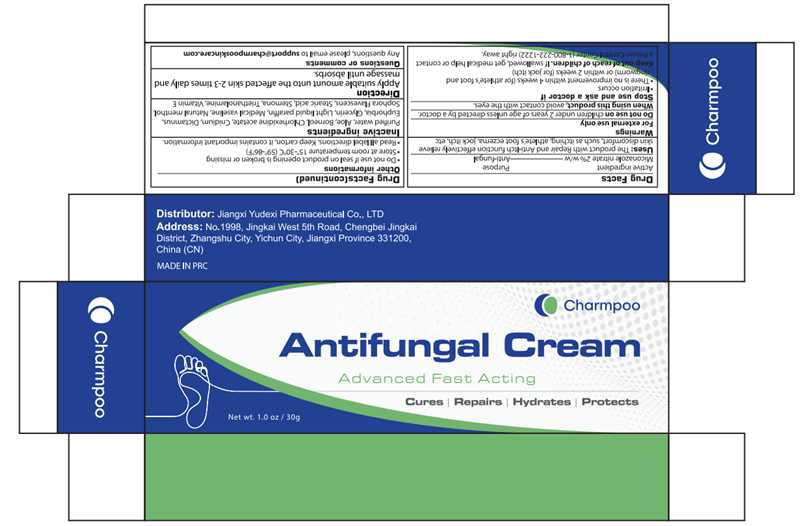 Drug Facts
Active ingredient Purpose
Miconazole nitrate 2% w/w Anti-fungal
Uses: The product with Repair and Anti-itch function effectively relieve
skin discomfort, such as itching, athlete's foot eczema, jock itch, etc.
Warnings
For external use only
Do not use on children under 2 years of age unless directed by a doctor.
When using this product, avoid contact with the eyes.
Stop use and ask a doctor if
• Irritation occurs
• There is no improvement within 4 weeks (for athlete's foot and
ringworm) or within 2 weeks (for jock itch)
Keep out of reach of children. If swallowed, get medical help or contact
a Poison Control Center (1-800-222-1222) right away.
Drug Facts(continued)
Other informations
• Do not use if seal on product opening is broken or missing
• Store at room temperature 15°-30℃ (59°-86°F)
• Read all label directions. Keep carton, it contains important information.
Inactive ingredients
Purified water, Aloe, Borneol, Chlorhexidine acetate, Cnidium, Dictamnus,
Euphorbia, Glycerin, Light liquid paraffin, Medical vaseline, Natural menthol,
Sophora flavescens, Stearic acid, Stemona, Triethanolamine, Vitamin E
Direction
Apply suitable amount onto the affected skin 2-3 times daily and
massage until absorbs.
Questions or comments
Any questions, please email to support@charmpooskincare.com
Charmpoo
Distributor: Jiangxi Yudexi Pharmaceutical Co., LTD
Address: No.1998, Jingkai West 5th Road, Chengbei Jingkai
District, Zhangshu City, Yichun City, Jiangxi Province 331200,
China (CN)
MADE IN PRC
Charmpoo
Charmpoo
Antifungal Cream
Advanced Fast Acting
Cures | Repairs | Hydrates | Protects
Net wt. 1.0 oz / 30g